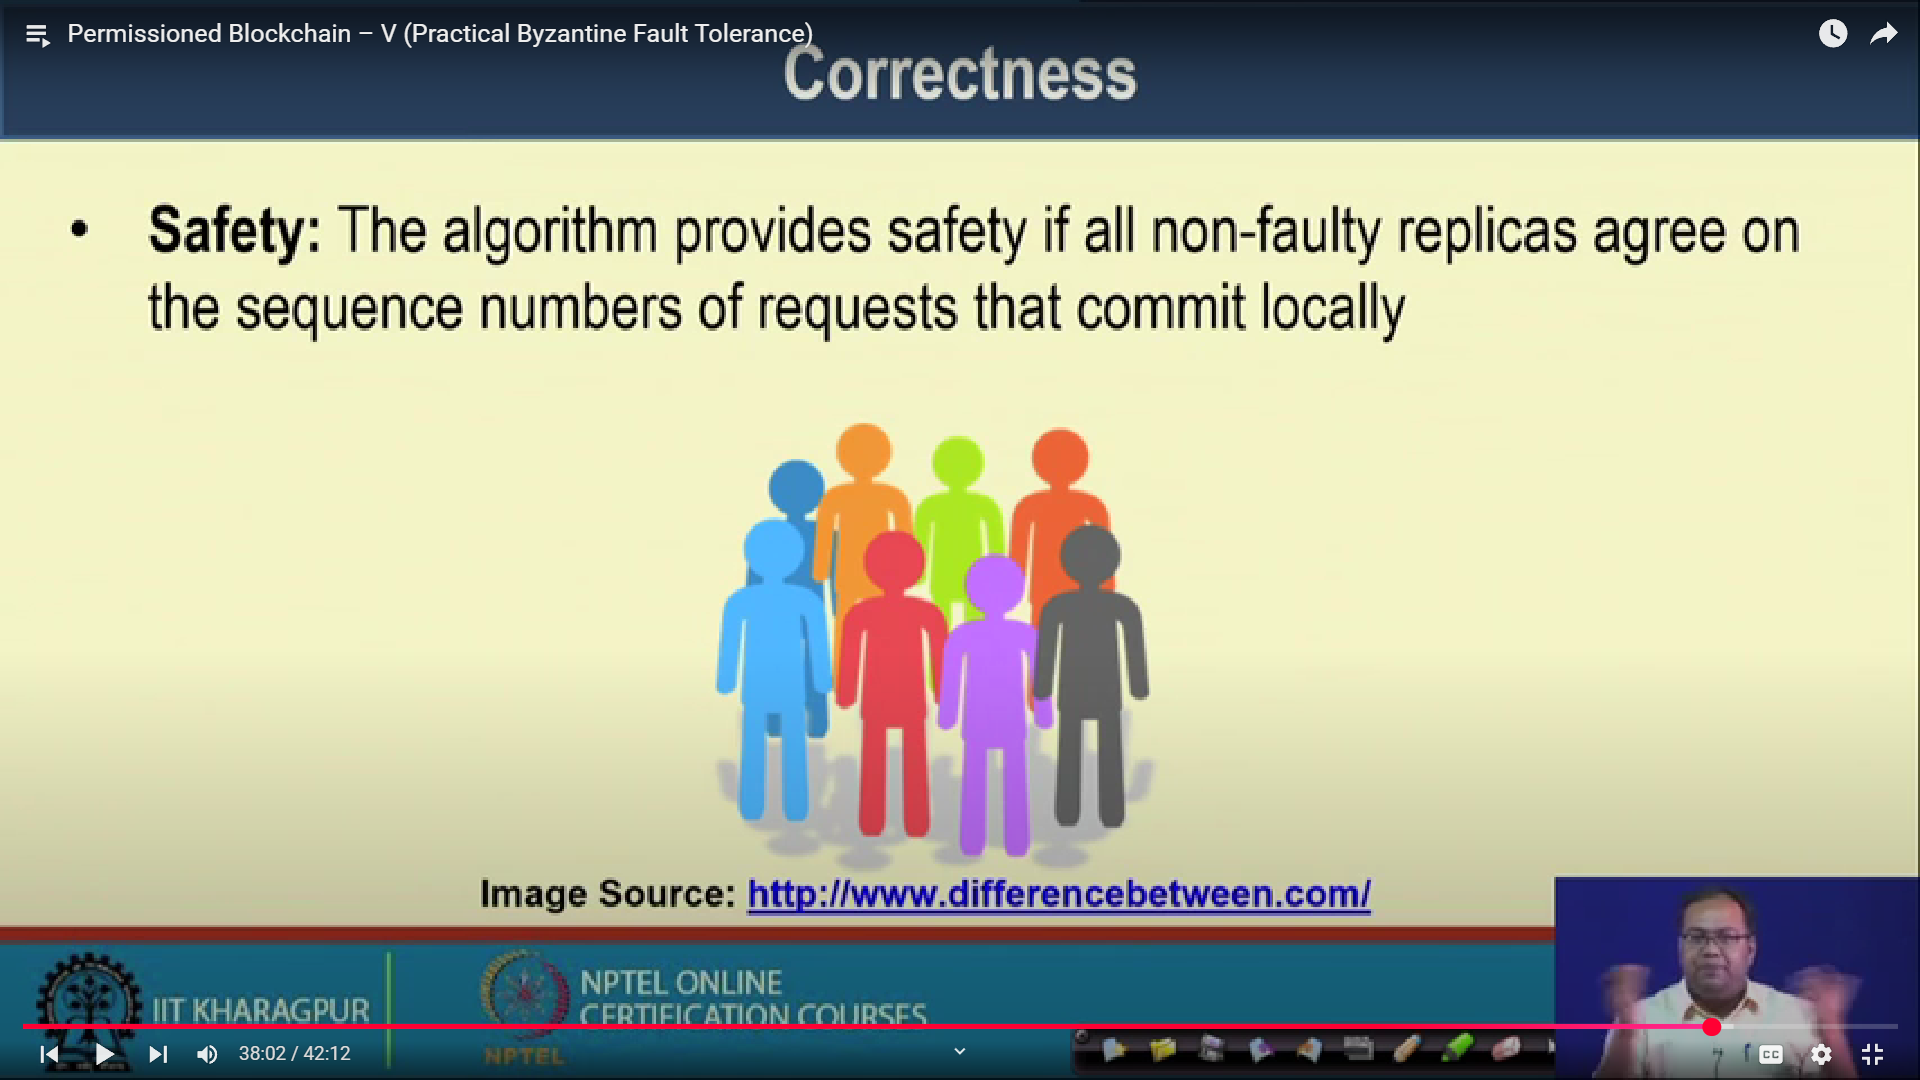 Permissioned Blockchain – V (Practical Byzantine Fault Tolerance)
Correctness
• Safety: The algorithm provides safety if all non-faulty replicas agree on
the sequence numbers of requests that commit locally
Image Source: http://www.differencebetween.com/
IIT KHARAGPUR
NPTEL
NPTEL ONLINE
CERTIFICATION COURSES
38:02 / 42:12
CC